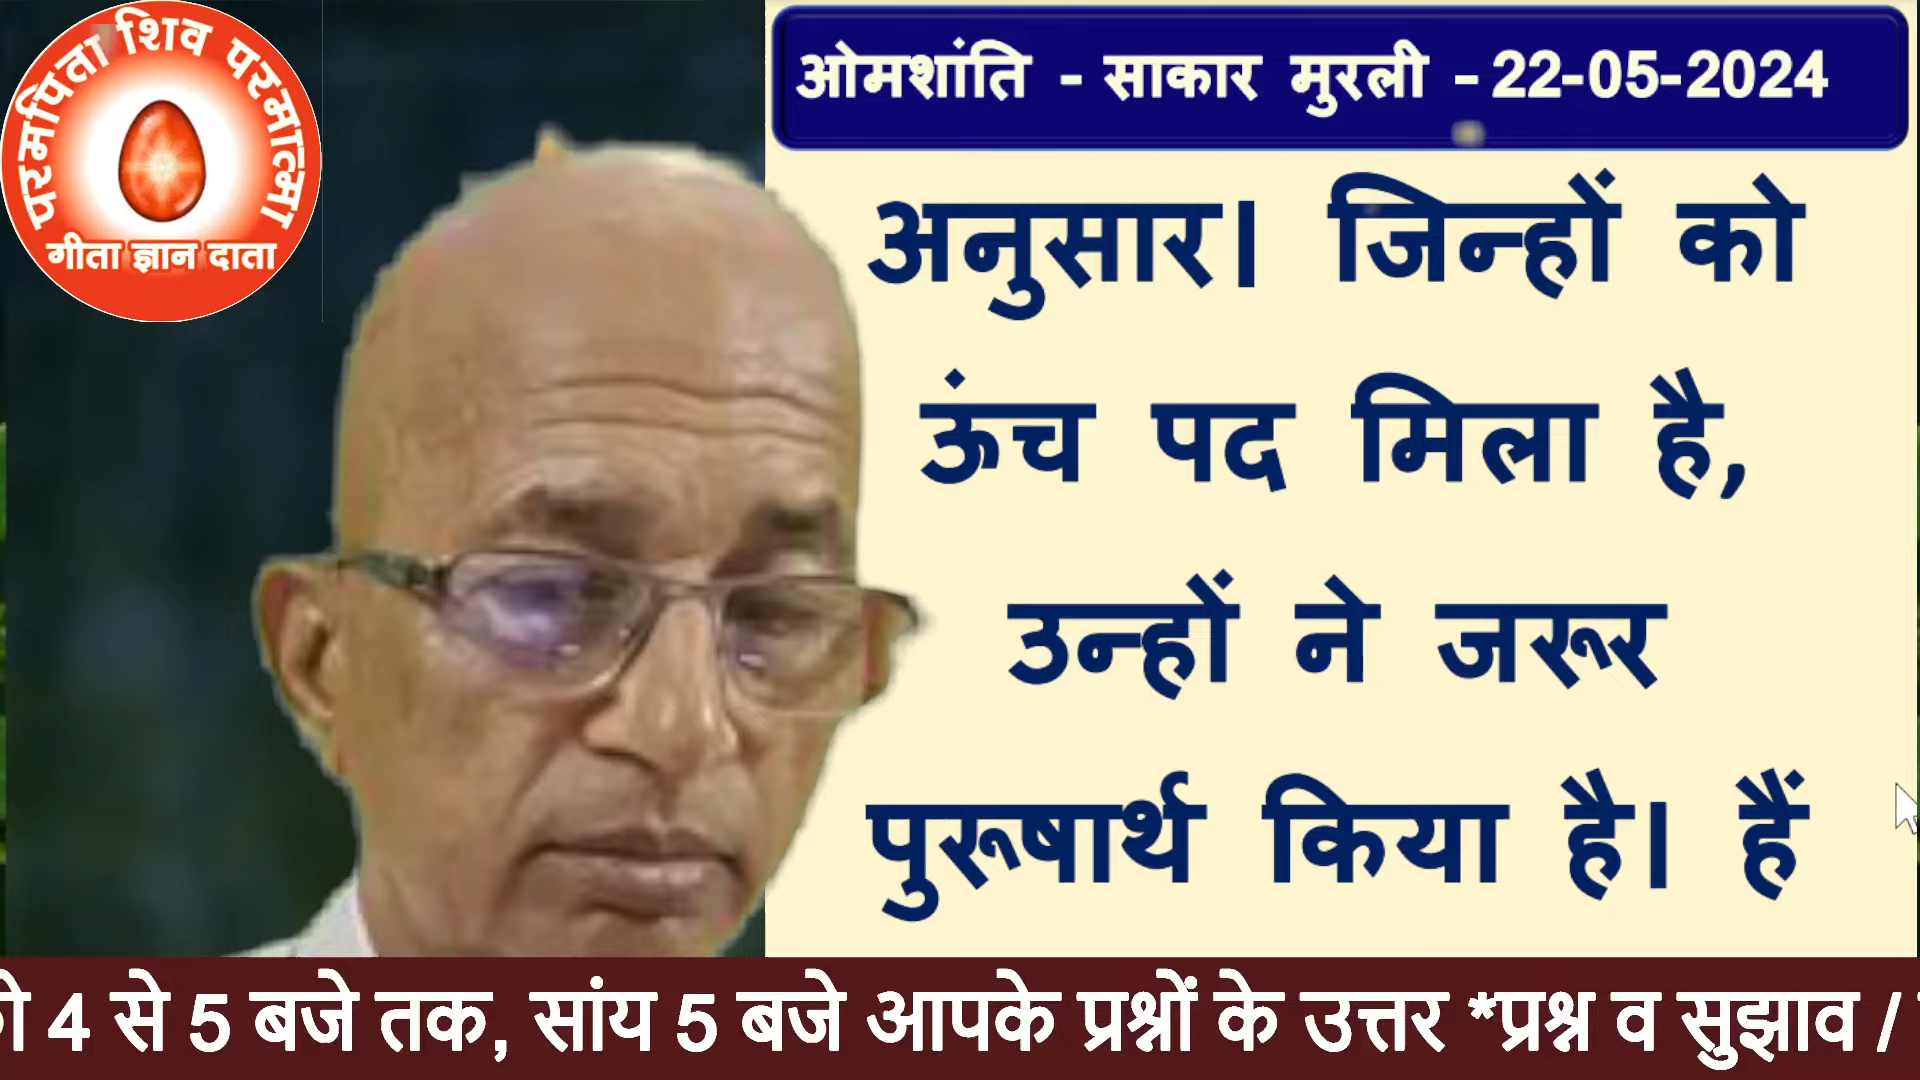 परमपिता शिव परमात्मा
गीता ज्ञान दाता
ओमशांति - साकार मुरली - 22-05-2024
अनुसार। जिन्हों को
ऊंच पद मिला है,
उन्हों ने जरूर
पुरूषार्थ किया है। हैं
4 से 5 बजे तक, सांय 5 बजे आपके प्रश्नों के उत्तर *प्रश्न व सुझाव /